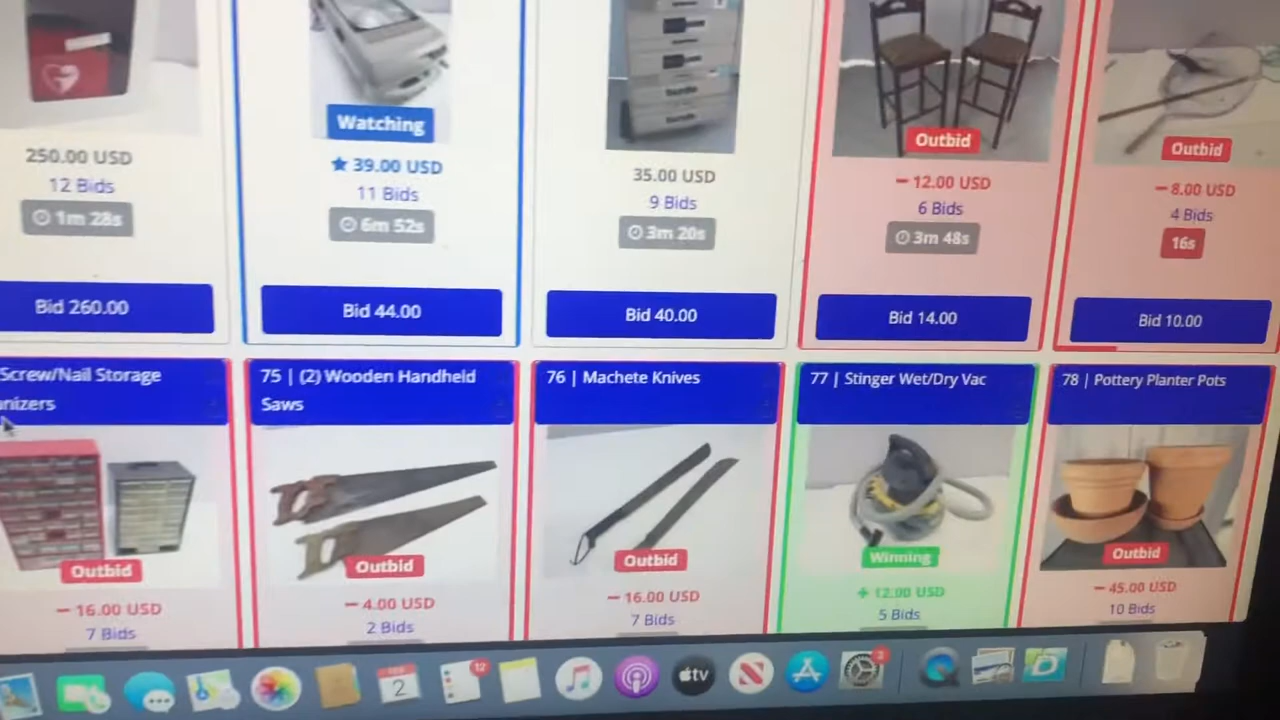 250.00 USD
12 Bids
1m 28s
Bid 260.00
Watching
★ 39.00 USD
11 Bids
6m 52s
Bid 44.00
35.00 USD
9 Bids
3m 20s
Bid 40.00
Outbid
− 12.00 USD
6 Bids
3m 48s
Bid 14.00
Outbid
− 8.00 USD
4 Bids
16s
Bid 10.00
Screw/Nail Storage
nizers
Outbid
− 16.00 USD
7 Bids
75 | (2) Wooden Handheld
Saws
Outbid
− 4.00 USD
2 Bids
76 | Machete Knives
Outbid
− 16.00 USD
7 Bids
77 | Stinger Wet/Dry Vac
Winning
+ 12.00 USD
5 Bids
78 | Pottery Planter Pots
Outbid
− 45.00 USD
10 Bids
2
12
tv
3